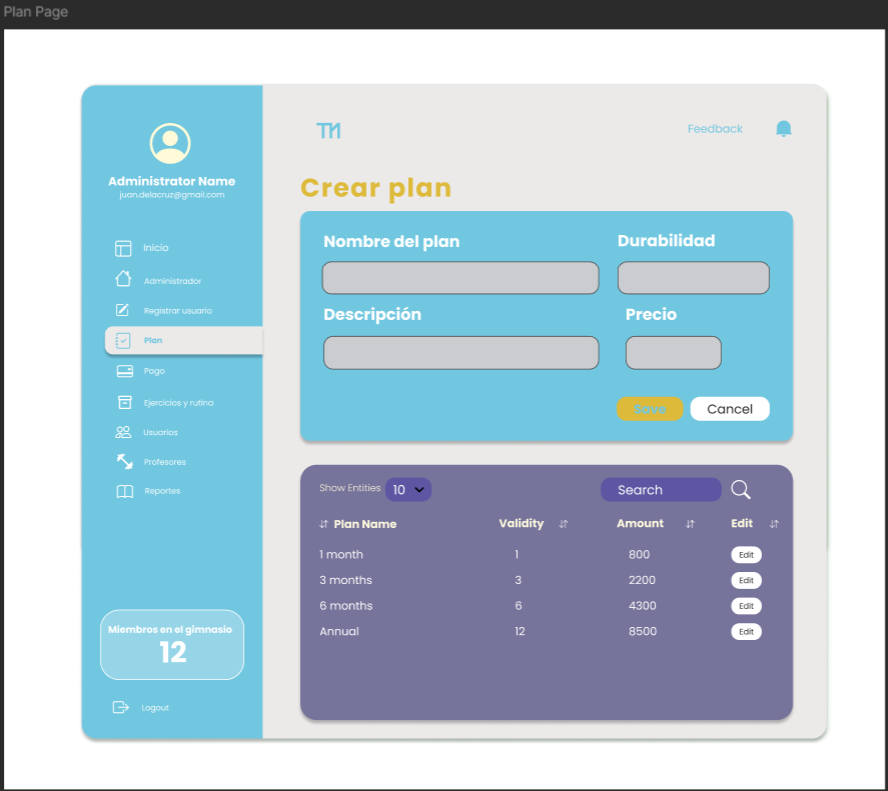 Plan Page
Administrator Name
juan.delacruz@gmail.com
Inicio
Administrador
Registrar usuario
Plan
Pago
Ejercicios y rutina
Usuarios
Profesores
Reportes
Miembros en el gimnasio
12
Logout
Feedback
Crear plan
Nombre del plan Durabilidad
Descripción Precio
Save Cancel
Show Entities 10 Search
Plan Name Validity Amount Edit
1 month 1 800 Edit
3 months 3 2200 Edit
6 months 6 4300 Edit
Annual 12 8500 Edit